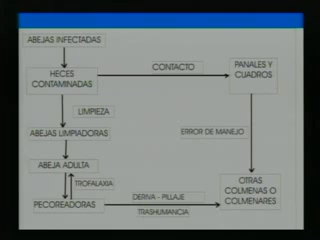 ABEJAS INFECTADAS
HECES
CONTAMINADAS
CONTACTO
PANALES Y
CUADROS
LIMPIEZA
ABEJAS LIMPIADORAS
ERROR DE MANEJO
ABEJA ADULTA
TROFALAXIA
PECOREADORAS
DERIVA - PILLAJE
TRASHUMANCIA
OTRAS
COLMENAS O
COLMENARES